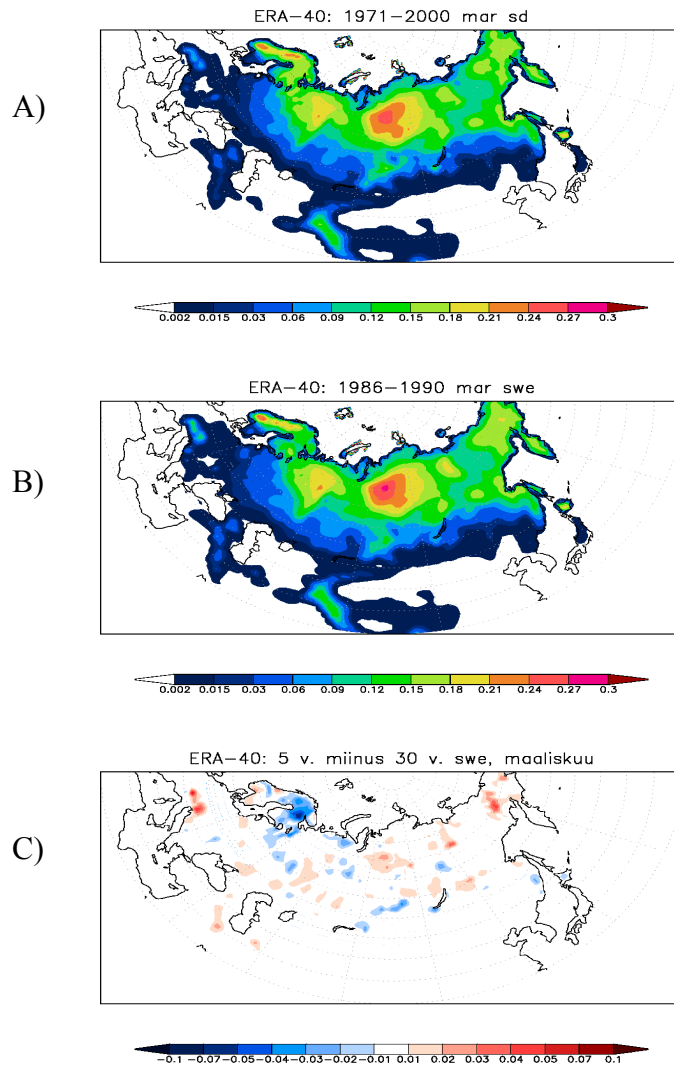 ERA-40: 1971-2000 mar sd
A)
0.002 0.015 0.03 0.06 0.09 0.12 0.15 0.18 0.21 0.24 0.27 0.3
ERA-40: 1986-1990 mar swe
B)
0.002 0.015 0.03 0.06 0.09 0.12 0.15 0.18 0.21 0.24 0.27 0.3
ERA-40: 5 v. miinus 30 v. swe, maaliskuu
C)
-0.1 -0.07 -0.05 -0.04 -0.03 -0.02 -0.01 0.01 0.02 0.03 0.04 0.05 0.07 0.1